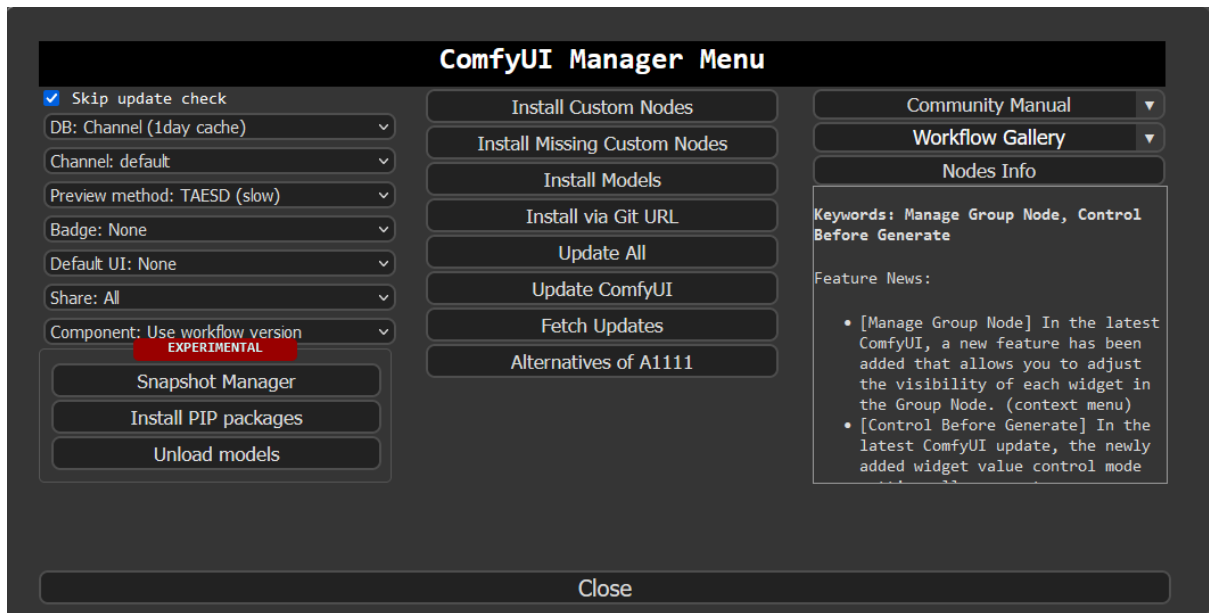 ComfyUI Manager Menu
Skip update check
DB: Channel (1day cache)
Channel: default
Preview method: TAESD (slow)
Badge: None
Default UI: None
Share: All
Component: Use workflow version
EXPERIMENTAL
Snapshot Manager
Install PIP packages
Unload models
Install Custom Nodes
Install Missing Custom Nodes
Install Models
Install via Git URL
Update All
Update ComfyUI
Fetch Updates
Alternatives of A1111
Community Manual
Workflow Gallery
Nodes Info
Keywords: Manage Group Node, Control
Before Generate
Feature News:
• [Manage Group Node] In the latest
ComfyUI, a new feature has been
added that allows you to adjust
the visibility of each widget in
the Group Node. (context menu)
• [Control Before Generate] In the
latest ComfyUI update, the newly
added widget value control mode
Close